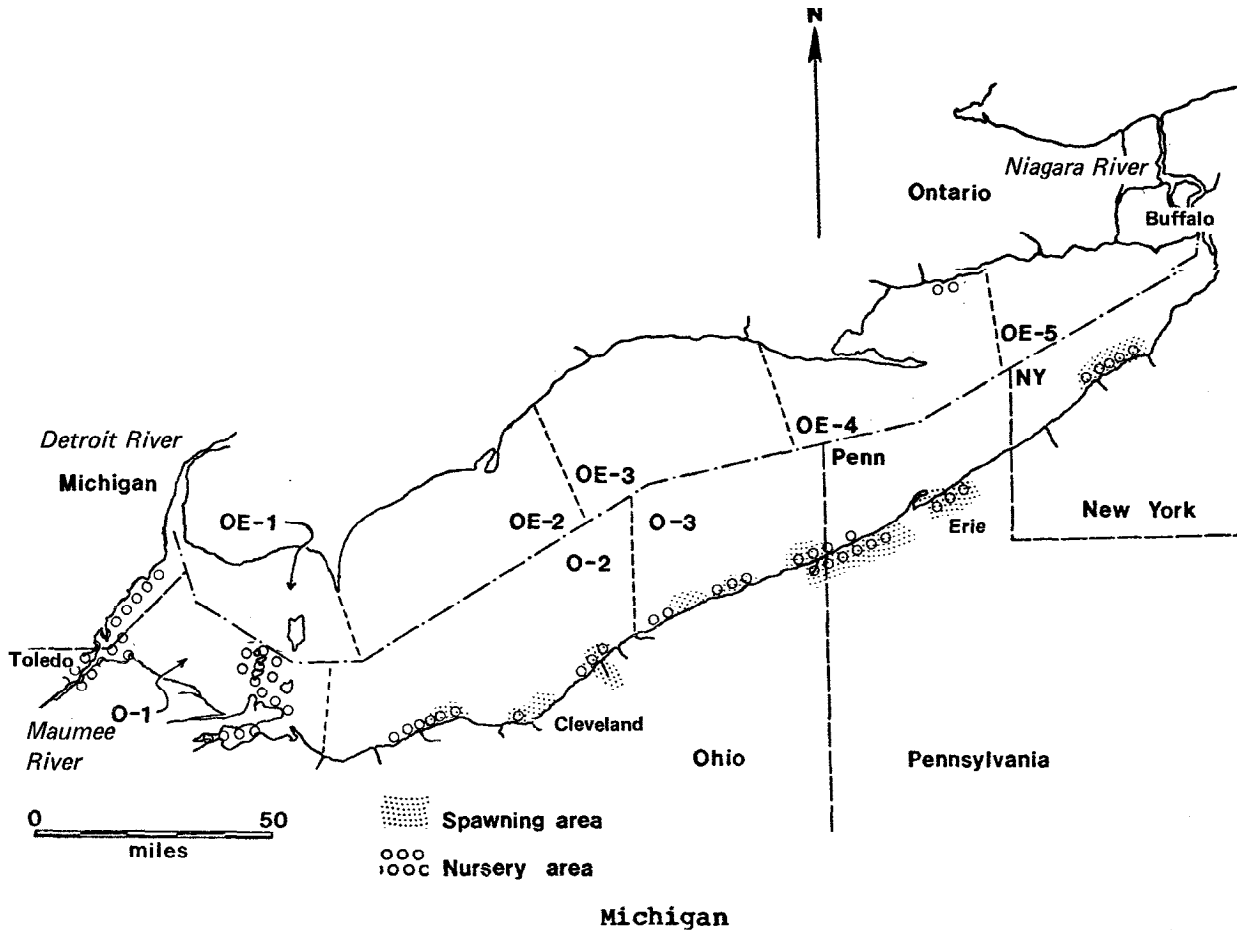 N
Niagara River
Ontario
Buffalo
OE-5
NY
OE-4
Penn
Detroit River
Michigan
OE-3
OE-1
OE-2
O-3
New York
Erie
O-2
Toledo
O-1
Cleveland
Maumee
River
Ohio
Pennsylvania
0 50
miles
Spawning area
Nursery area
Michigan